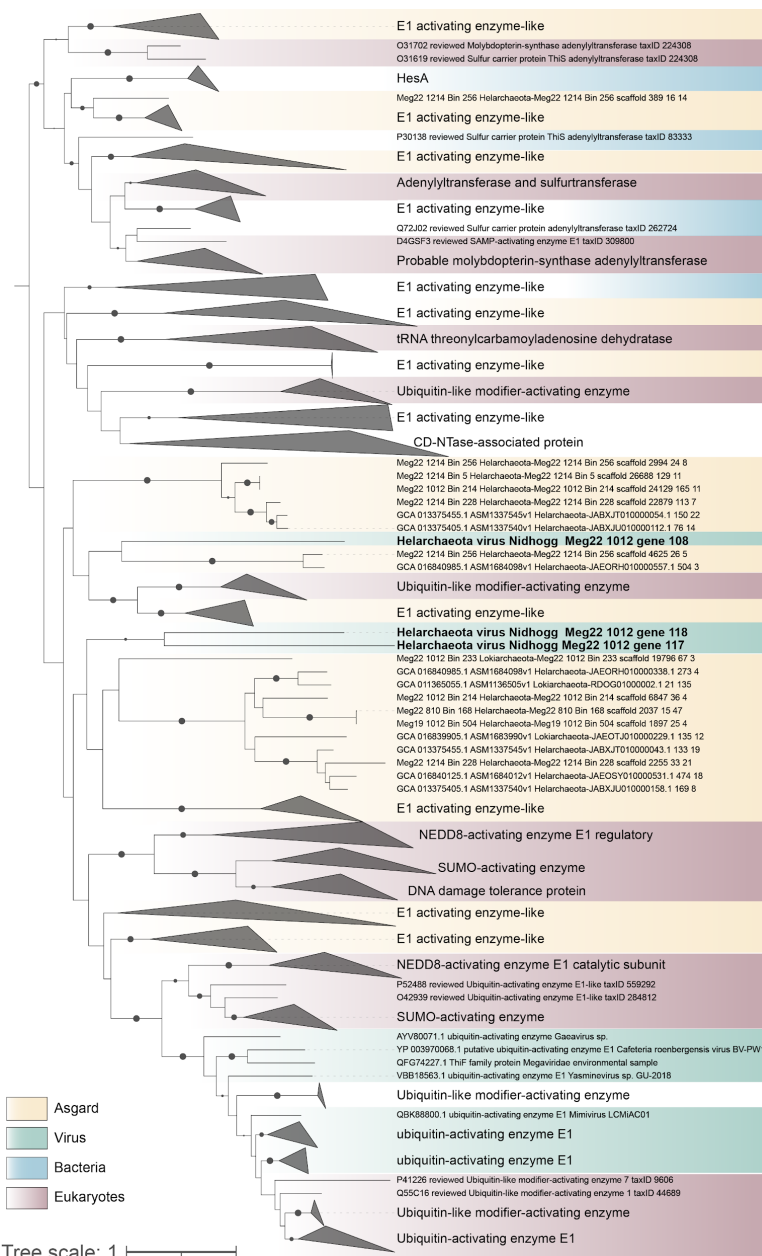 E1 activating enzyme-like
O31702 reviewed Molybdopterin-synthase adenylyltransferase taxID 224308
O31619 reviewed Sulfur carrier protein ThiS adenylyltransferase taxID 224308
HesA
Meg22 1214 Bin 256 Helarchaeota-Meg22 1214 Bin 256 scaffold 389 16 14
E1 activating enzyme-like
P30138 reviewed Sulfur carrier protein ThiS adenylyltransferase taxID 83333
E1 activating enzyme-like
Adenylyltransferase and sulfurtransferase
E1 activating enzyme-like
Q72J02 reviewed Sulfur carrier protein adenylyltransferase taxID 262724
D4GSF3 reviewed SAMP-activating enzyme E1 taxID 309800
Probable molybdopterin-synthase adenylyltransferase
E1 activating enzyme-like
E1 activating enzyme-like
tRNA threonylcarbamoyladenosine dehydratase
E1 activating enzyme-like
Ubiquitin-like modifier-activating enzyme
E1 activating enzyme-like
CD-NTase-associated protein
Meg22 1214 Bin 256 Helarchaeota-Meg22 1214 Bin 256 scaffold 2994 24 8
Meg22 1214 Bin 5 Helarchaeota-Meg22 1214 Bin 5 scaffold 26688 129 11
Meg22 1012 Bin 214 Helarchaeota-Meg22 1012 Bin 214 scaffold 24129 165 11
Meg22 1214 Bin 228 Helarchaeota-Meg22 1214 Bin 228 scaffold 22879 113 7
GCA 013375455.1 ASM1337545v1 Helarchaeota-JABXJT010000054.1 150 22
GCA 013375405.1 ASM1337540v1 Helarchaeota-JABXJU010000112.1 76 14
Helarchaeota virus Nidhogg Meg22 1012 gene 108
Meg22 1214 Bin 256 Helarchaeota-Meg22 1214 Bin 256 scaffold 4625 26 5
GCA 016840985.1 ASM1684098v1 Helarchaeota-JAEORH010000557.1 504 3
Ubiquitin-like modifier-activating enzyme
E1 activating enzyme-like
Helarchaeota virus Nidhogg Meg22 1012 gene 118
Helarchaeota virus Nidhogg Meg22 1012 gene 117
Meg22 1012 Bin 233 Lokiarchaeota-Meg22 1012 Bin 233 scaffold 19796 67 3
GCA 016840985.1 ASM1684098v1 Helarchaeota-JAEORH010000338.1 273 4
GCA 011365055.1 ASM1136505v1 Lokiarchaeota-RDOG01000002.1 21 135
Meg22 1012 Bin 214 Helarchaeota-Meg22 1012 Bin 214 scaffold 6847 36 4
Meg22 810 Bin 168 Helarchaeota-Meg22 810 Bin 168 scaffold 2037 15 47
Meg19 1012 Bin 504 Helarchaeota-Meg19 1012 Bin 504 scaffold 1897 25 4
GCA 016839905.1 ASM1683990v1 Lokiarchaeota-JAEOTJ010000229.1 135 12
GCA 013375455.1 ASM1337545v1 Helarchaeota-JABXJT010000043.1 133 19
Meg22 1214 Bin 228 Helarchaeota-Meg22 1214 Bin 228 scaffold 2255 33 21
GCA 016840125.1 ASM1684012v1 Helarchaeota-JAEOSY010000531.1 474 18
GCA 013375405.1 ASM1337540v1 Helarchaeota-JABXJU010000158.1 169 8
E1 activating enzyme-like
NEDD8-activating enzyme E1 regulatory
SUMO-activating enzyme
DNA damage tolerance protein
E1 activating enzyme-like
E1 activating enzyme-like
NEDD8-activating enzyme E1 catalytic subunit
P52488 reviewed Ubiquitin-activating enzyme E1-like taxID 559292
O42939 reviewed Ubiquitin-activating enzyme E1-like taxID 284812
SUMO-activating enzyme
AYV80071.1 ubiquitin-activating enzyme Gaeavirus sp.
YP 003970068.1 putative ubiquitin-activating enzyme E1 Cafeteria roenbergensis virus BV-PW
QFG74227.1 ThiF family protein Megaviridae environmental sample
VBB18563.1 ubiquitin-activating enzyme E1 Yasminevirus sp. GU-2018
Ubiquitin-like modifier-activating enzyme
QBK88800.1 ubiquitin-activating enzyme E1 Mimivirus LCMiAC01
ubiquitin-activating enzyme E1
ubiquitin-activating enzyme E1
P41226 reviewed Ubiquitin-like modifier-activating enzyme 7 taxID 9606
Q55C16 reviewed Ubiquitin-like modifier-activating enzyme 1 taxID 44689
Ubiquitin-like modifier-activating enzyme
Ubiquitin-activating enzyme E1
Asgard
Virus
Bacteria
Eukaryotes
Tree scale: 1